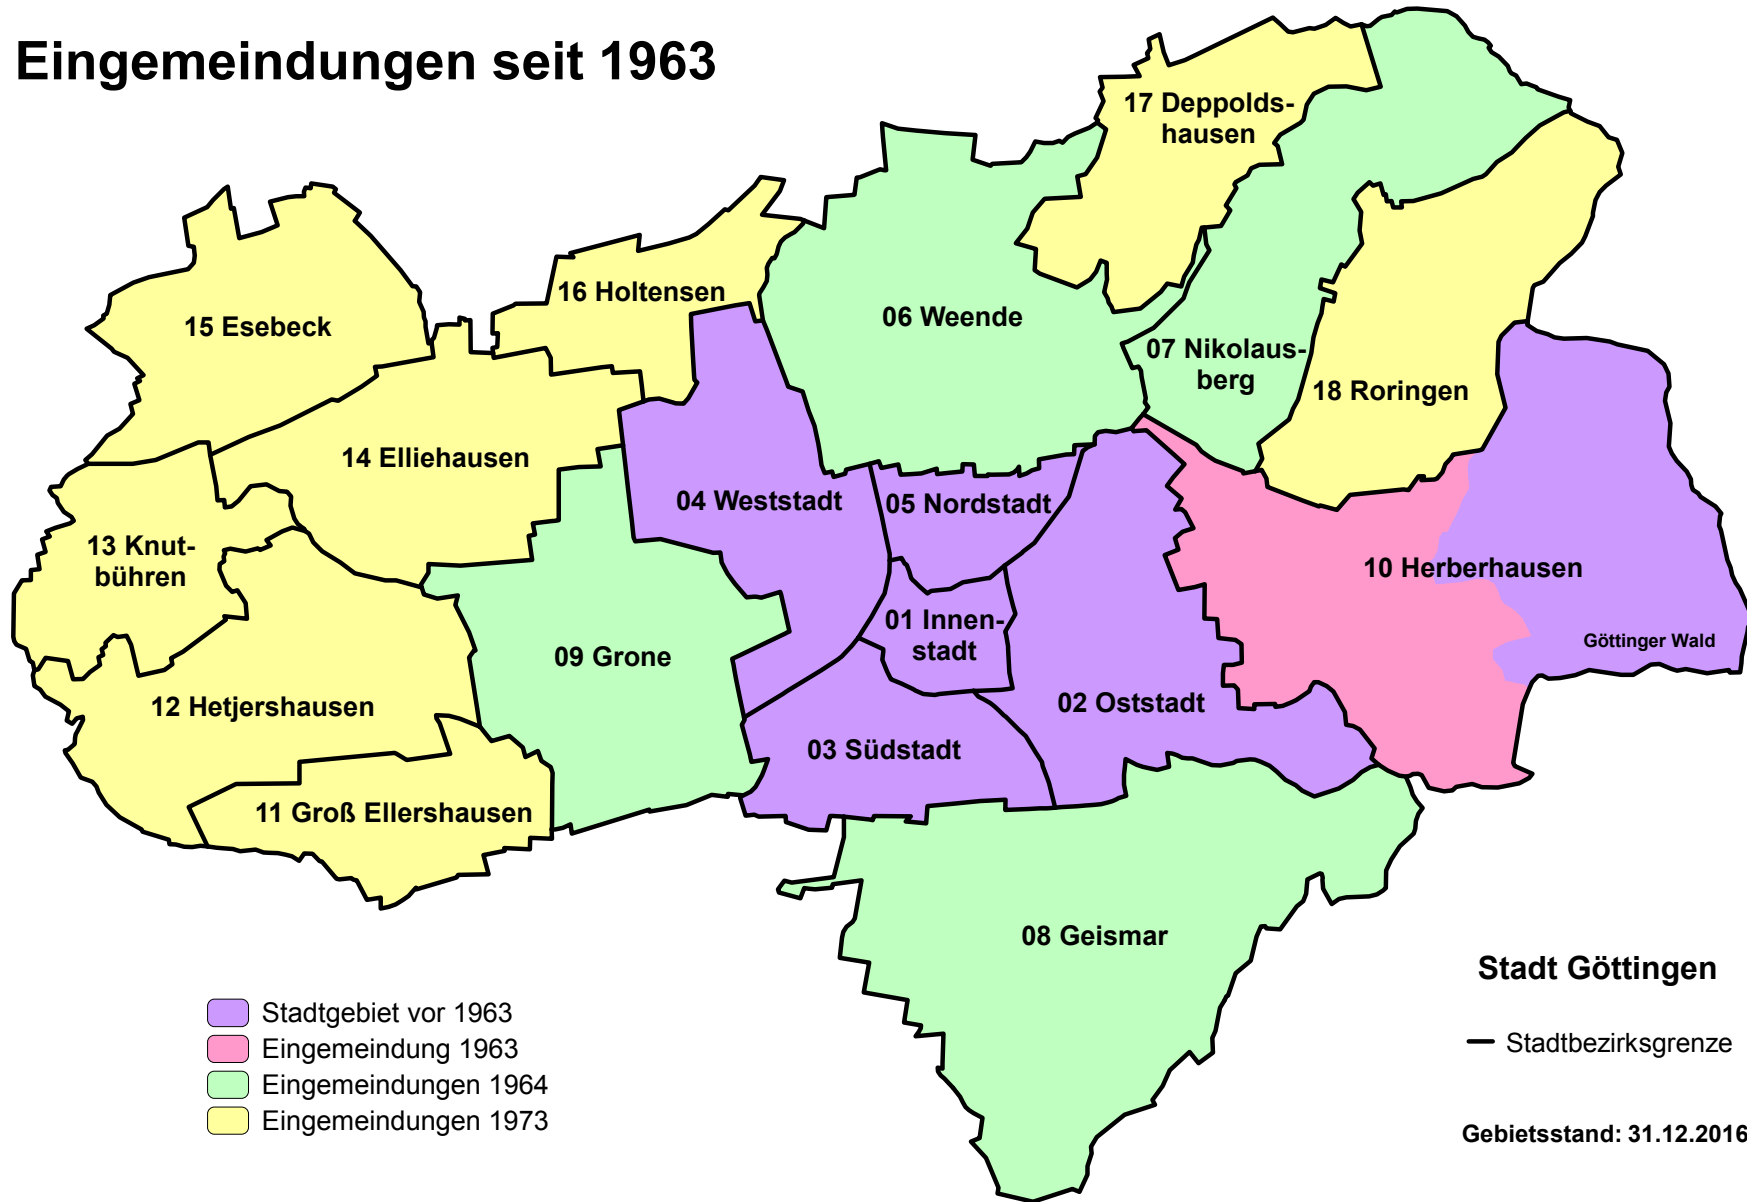 Eingemeindungen seit 1963
17 Deppolds-
hausen
16 Holtensen
15 Esebeck
06 Weende
07 Nikolaus-
berg
18 Roringen
14 Elliehausen
04 Weststadt
05 Nordstadt
13 Knut-
bühren
10 Herberhausen
01 Innen-
stadt
Göttinger Wald
09 Grone
12 Hetjershausen
02 Oststadt
03 Südstadt
11 Groß Ellershausen
08 Geismar
Stadtgebiet vor 1963
Eingemeindung 1963
Eingemeindungen 1964
Eingemeindungen 1973
Stadt Göttingen
Stadtbezirksgrenze
Gebietsstand: 31.12.2016